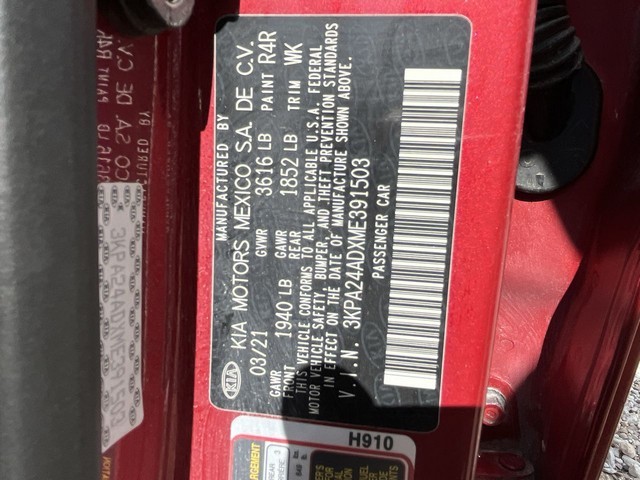 MANUFACTURED BY
KIA KIA MOTORS MEXICO S.A. DE C.V.
03/21 GVWR 3616 LB PAINT R4R
GAWR FRONT 1940 LB GAWR REAR 1852 LB TRIM WK
THIS VEHICLE CONFORMS TO ALL APPLICABLE U.S.A. FEDERAL
MOTOR VEHICLE SAFETY, BUMPER, AND THEFT PREVENTION STANDARDS
IN EFFECT ON THE DATE OF MANUFACTURE SHOWN ABOVE.
V.I.N. 3KPA24ADXME391503
PASSENGER CAR
H910
3KPA24ADXME391503